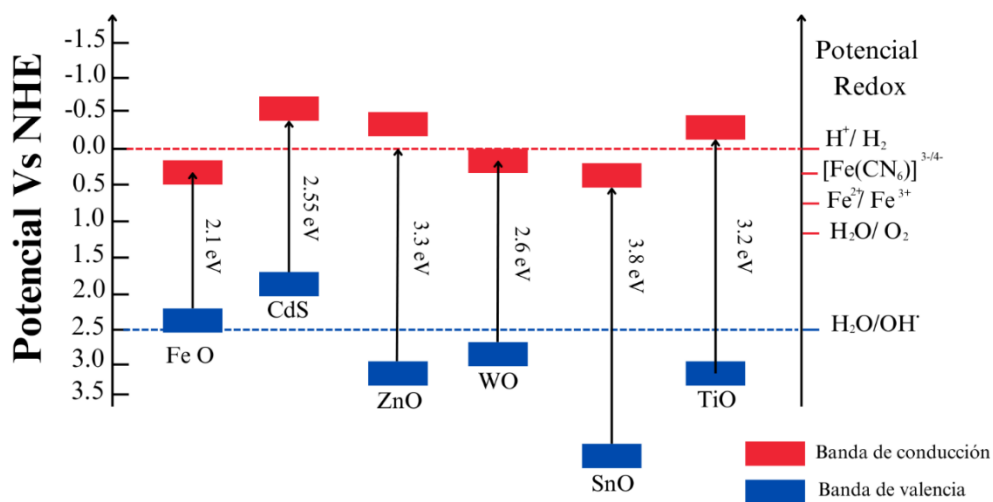 Potencial Vs NHE
-1.5
-1.0
-0.5
0.0
0.5
1.0
1.5
2.0
2.5
3.0
3.5
2.1 eV
2.55 eV
3.3 eV
2.6 eV
3.8 eV
3.2 eV
Fe O
CdS
ZnO
WO
SnO
TiO
Potencial
Redox
H⁺/ H₂
[Fe(CN₆)] ³⁻/⁴⁻
Fe²⁺/ Fe ³⁺
H₂O/ O₂
H₂O/OH˙
Banda de conducción
Banda de valencia